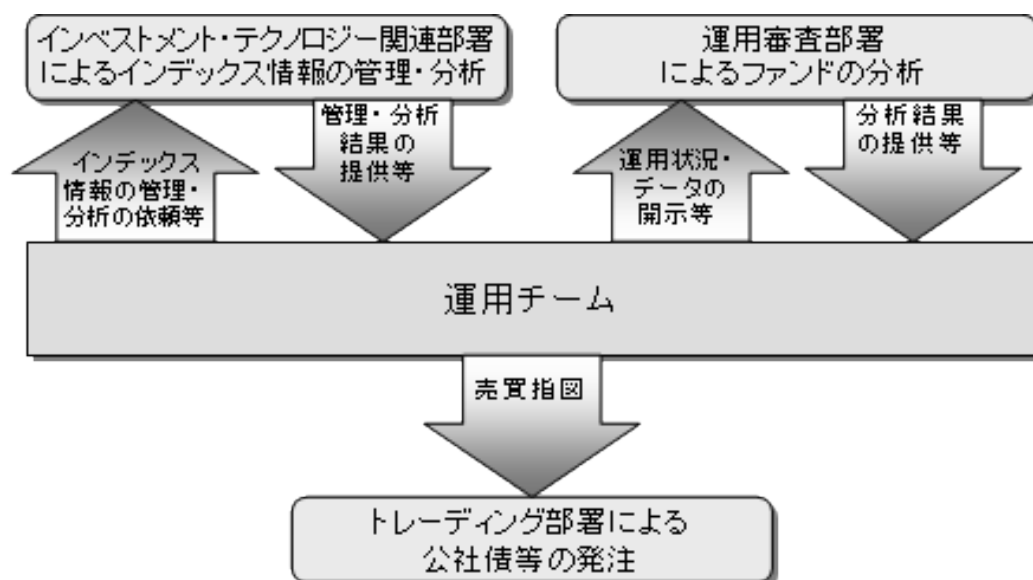 インベストメント・テクノロジー関連部署
によるインデックス情報の管理・分析
運用審査部署
によるファンドの分析
インデックス
情報の管理・
分析の依頼等
管理・分析
結果の
提供等
運用状況・
データの
開示等
分析結果
の提供等
運用チーム
売買指図
トレーディング部署による
公社債等の発注